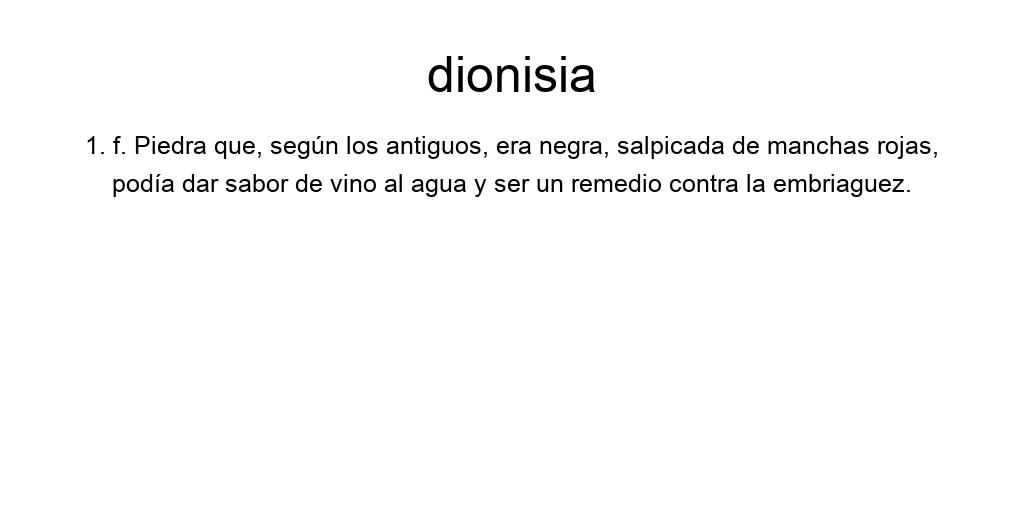 dionisia
1. f. Piedra que, según los antiguos, era negra, salpicada de manchas rojas,
podía dar sabor de vino al agua y ser un remedio contra la embriaguez.